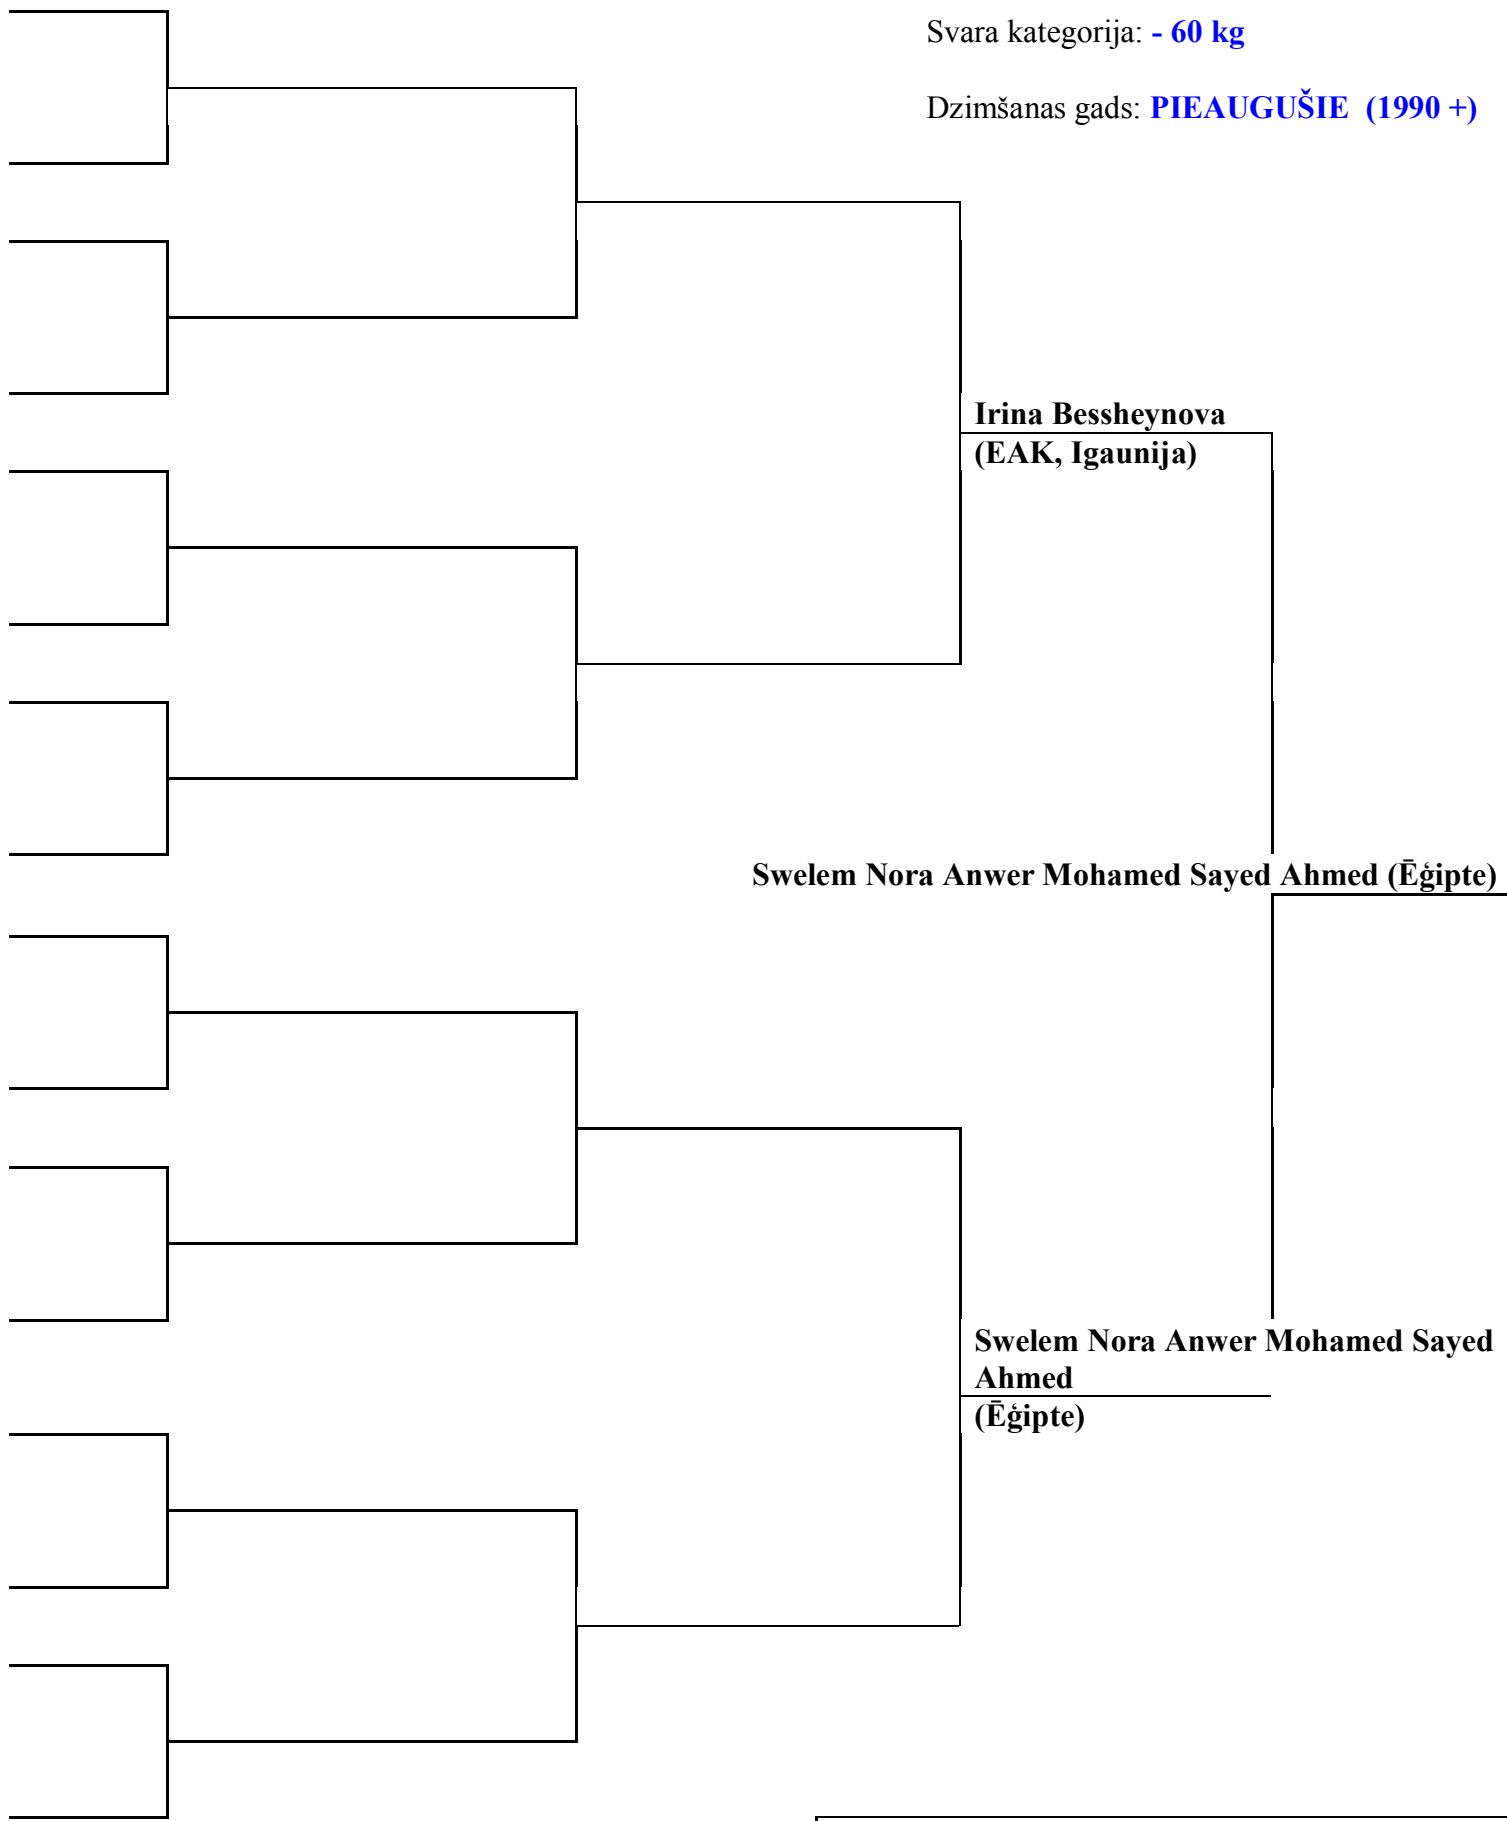 Svara kategorija: - 60 kg
Dzimšanas gads: PIEAUGUŠIE (1990 +)
Irina Bessheynova
(EAK, Igaunija)
Swelem Nora Anwer Mohamed Sayed Ahmed (Ēģipte)
Swelem Nora Anwer Mohamed Sayed
Ahmed
(Ēģipte)